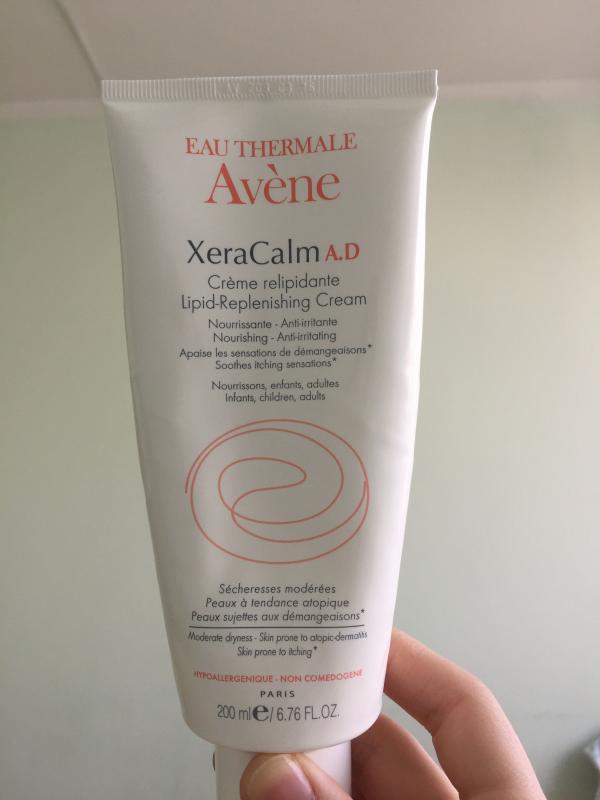 EAU THERMALE
Avène
XeraCalm A.D
Crème relipidante
Lipid-Replenishing Cream
Nourrissante - Anti-irritante
Nourishing - Anti-irritating
Apaise les sensations de démangeaisons*
Soothes itching sensations*
Nourrissons, enfants, adultes
Infants, children, adults
Sécheresses modérées
Peaux à tendance atopique
Peaux sujettes aux démangeaisons*
Moderate dryness - Skin prone to atopic-dermatitis
Skin prone to itching*
HYPOALLERGENIQUE - NON COMEDOGENE
PARIS
200 ml℮/ 6.76 FL.OZ.